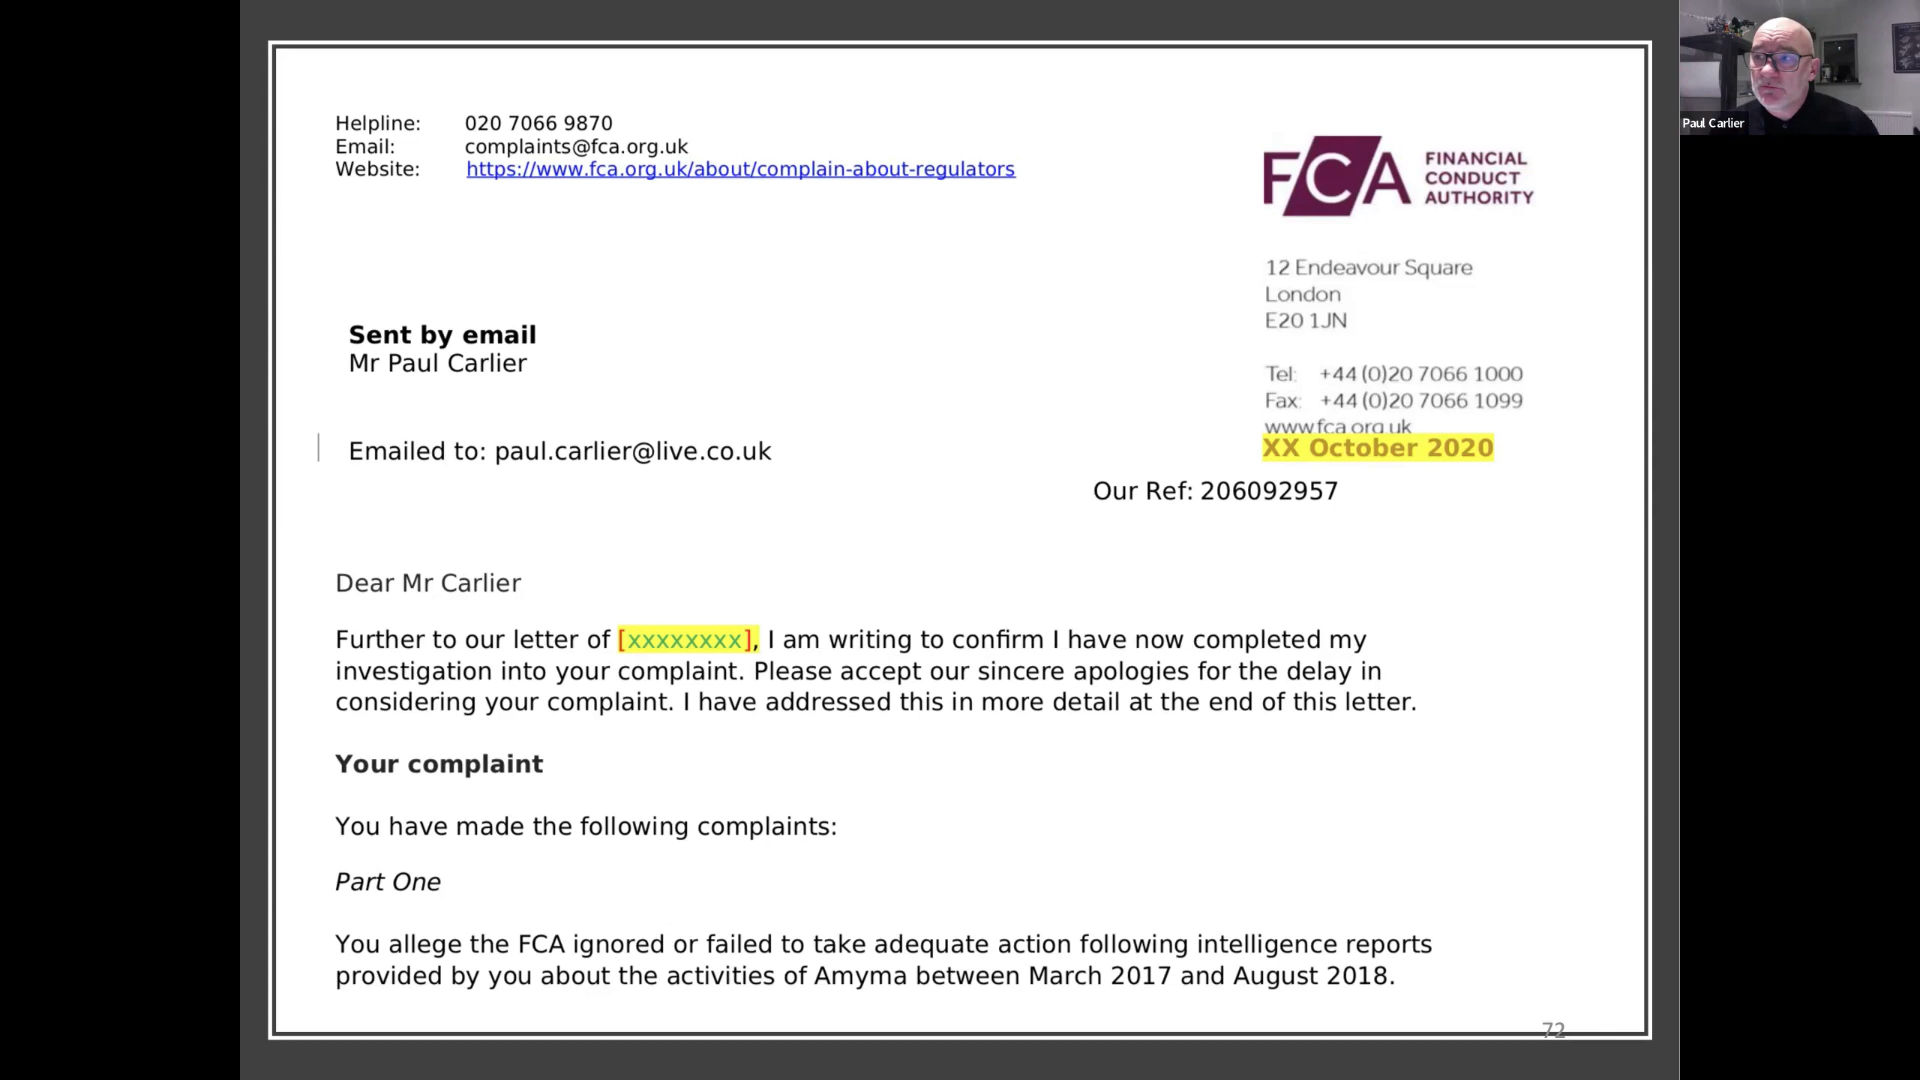 Helpline: 020 7066 9870
Email: complaints@fca.org.uk
Website: https://www.fca.org.uk/about/complain-about-regulators
FCA FINANCIAL
CONDUCT
AUTHORITY
12 Endeavour Square
London
E20 1JN
Tel: +44 (0)20 7066 1000
Fax: +44 (0)20 7066 1099
www.fca.org.uk
Sent by email
Mr Paul Carlier
Emailed to: paul.carlier@live.co.uk
XX October 2020
Our Ref: 206092957
Dear Mr Carlier
Further to our letter of [xxxxxxxx], I am writing to confirm I have now completed my
investigation into your complaint. Please accept our sincere apologies for the delay in
considering your complaint. I have addressed this in more detail at the end of this letter.
Your complaint
You have made the following complaints:
Part One
You allege the FCA ignored or failed to take adequate action following intelligence reports
provided by you about the activities of Amyma between March 2017 and August 2018.
72
Paul Carlier